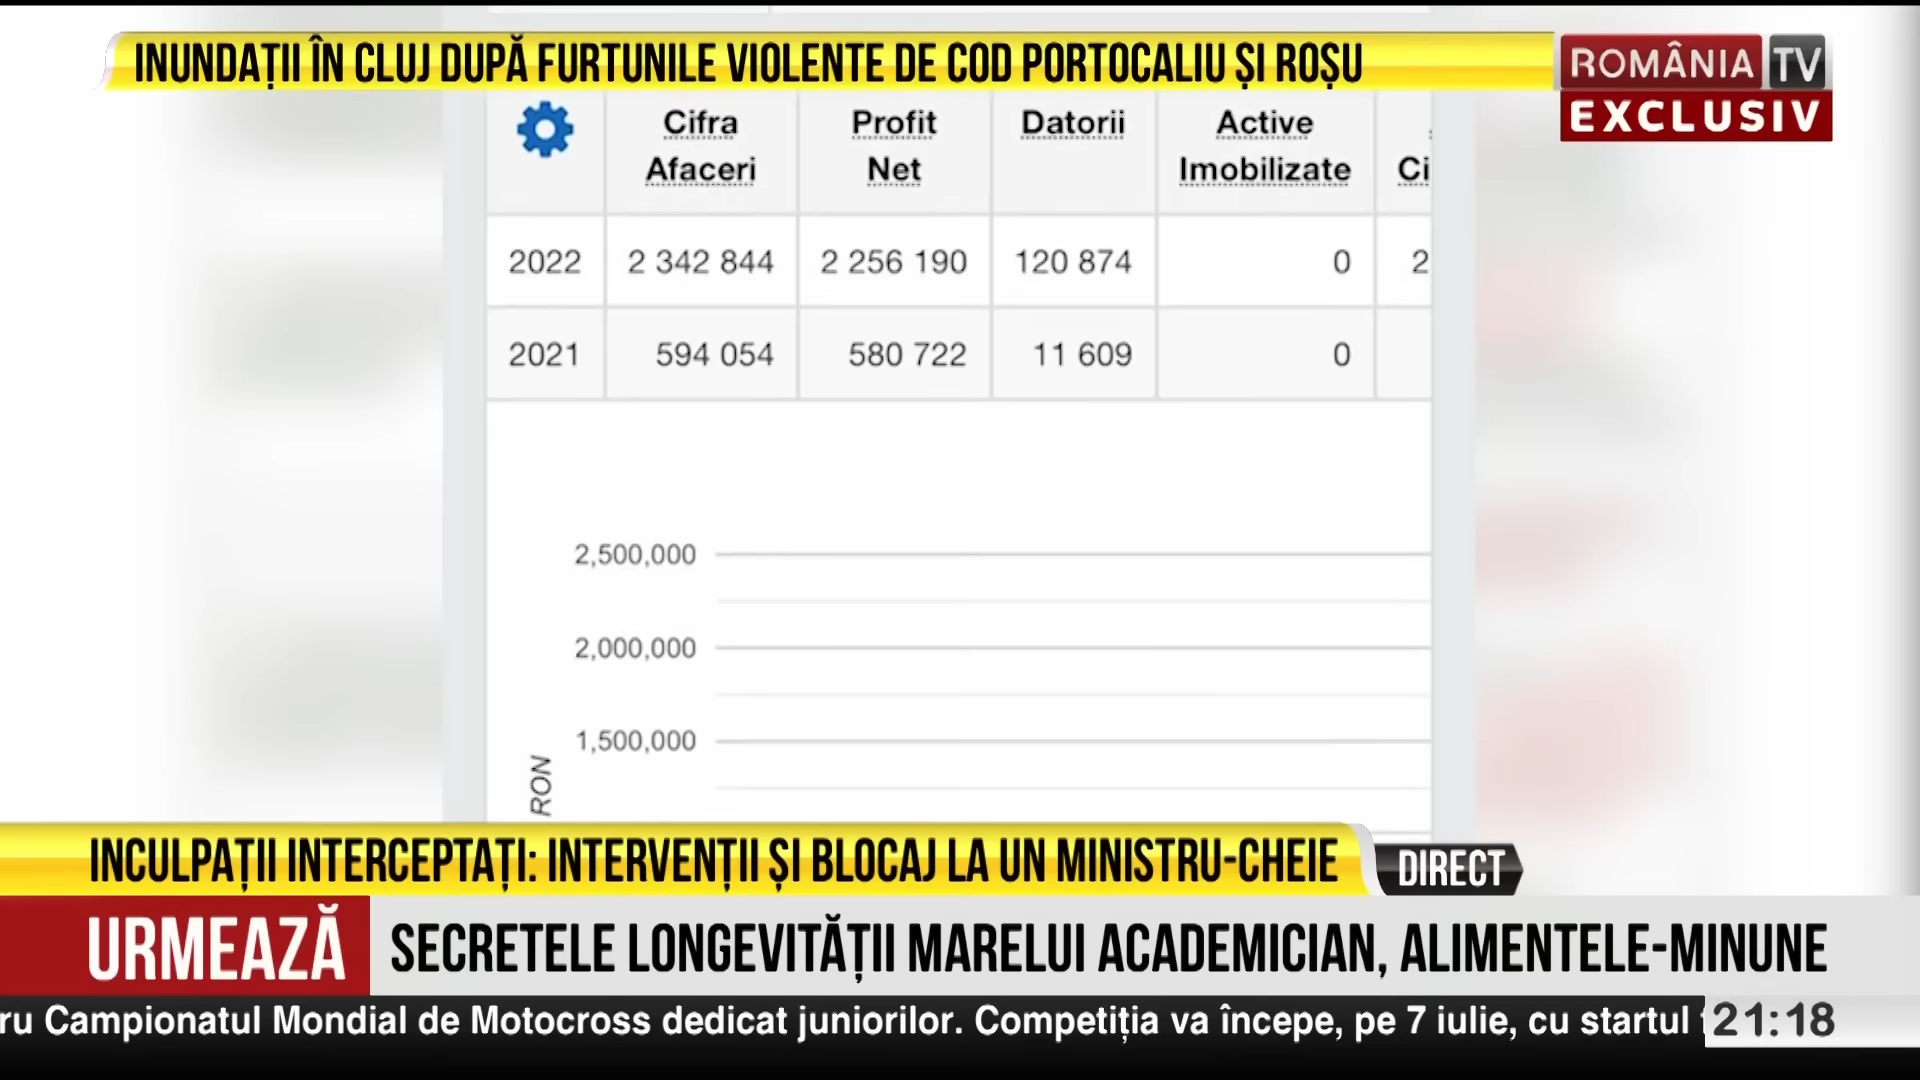 INUNDAȚII ÎN CLUJ DUPĂ FURTUNILE VIOLENTE DE COD PORTOCALIU ȘI ROȘU
ROMÂNIA TV
EXCLUSIV
Cifra Afaceri
Profit Net
Datorii
Active Imobilizate
Ci
2022 2 342 844 2 256 190 120 874 0 2
2021 594 054 580 722 11 609 0
2,500,000
2,000,000
1,500,000
RON
INCULPAȚII INTERCEPTAȚI: INTERVENȚII ȘI BLOCAJ LA UN MINISTRU-CHEIE
DIRECT
URMEAZĂ
SECRETELE LONGEVITĂȚII MARELUI ACADEMICIAN, ALIMENTELE-MINUNE
ru Campionatul Mondial de Motocross dedicat juniorilor. Competiția va începe, pe 7 iulie, cu startul
21:18